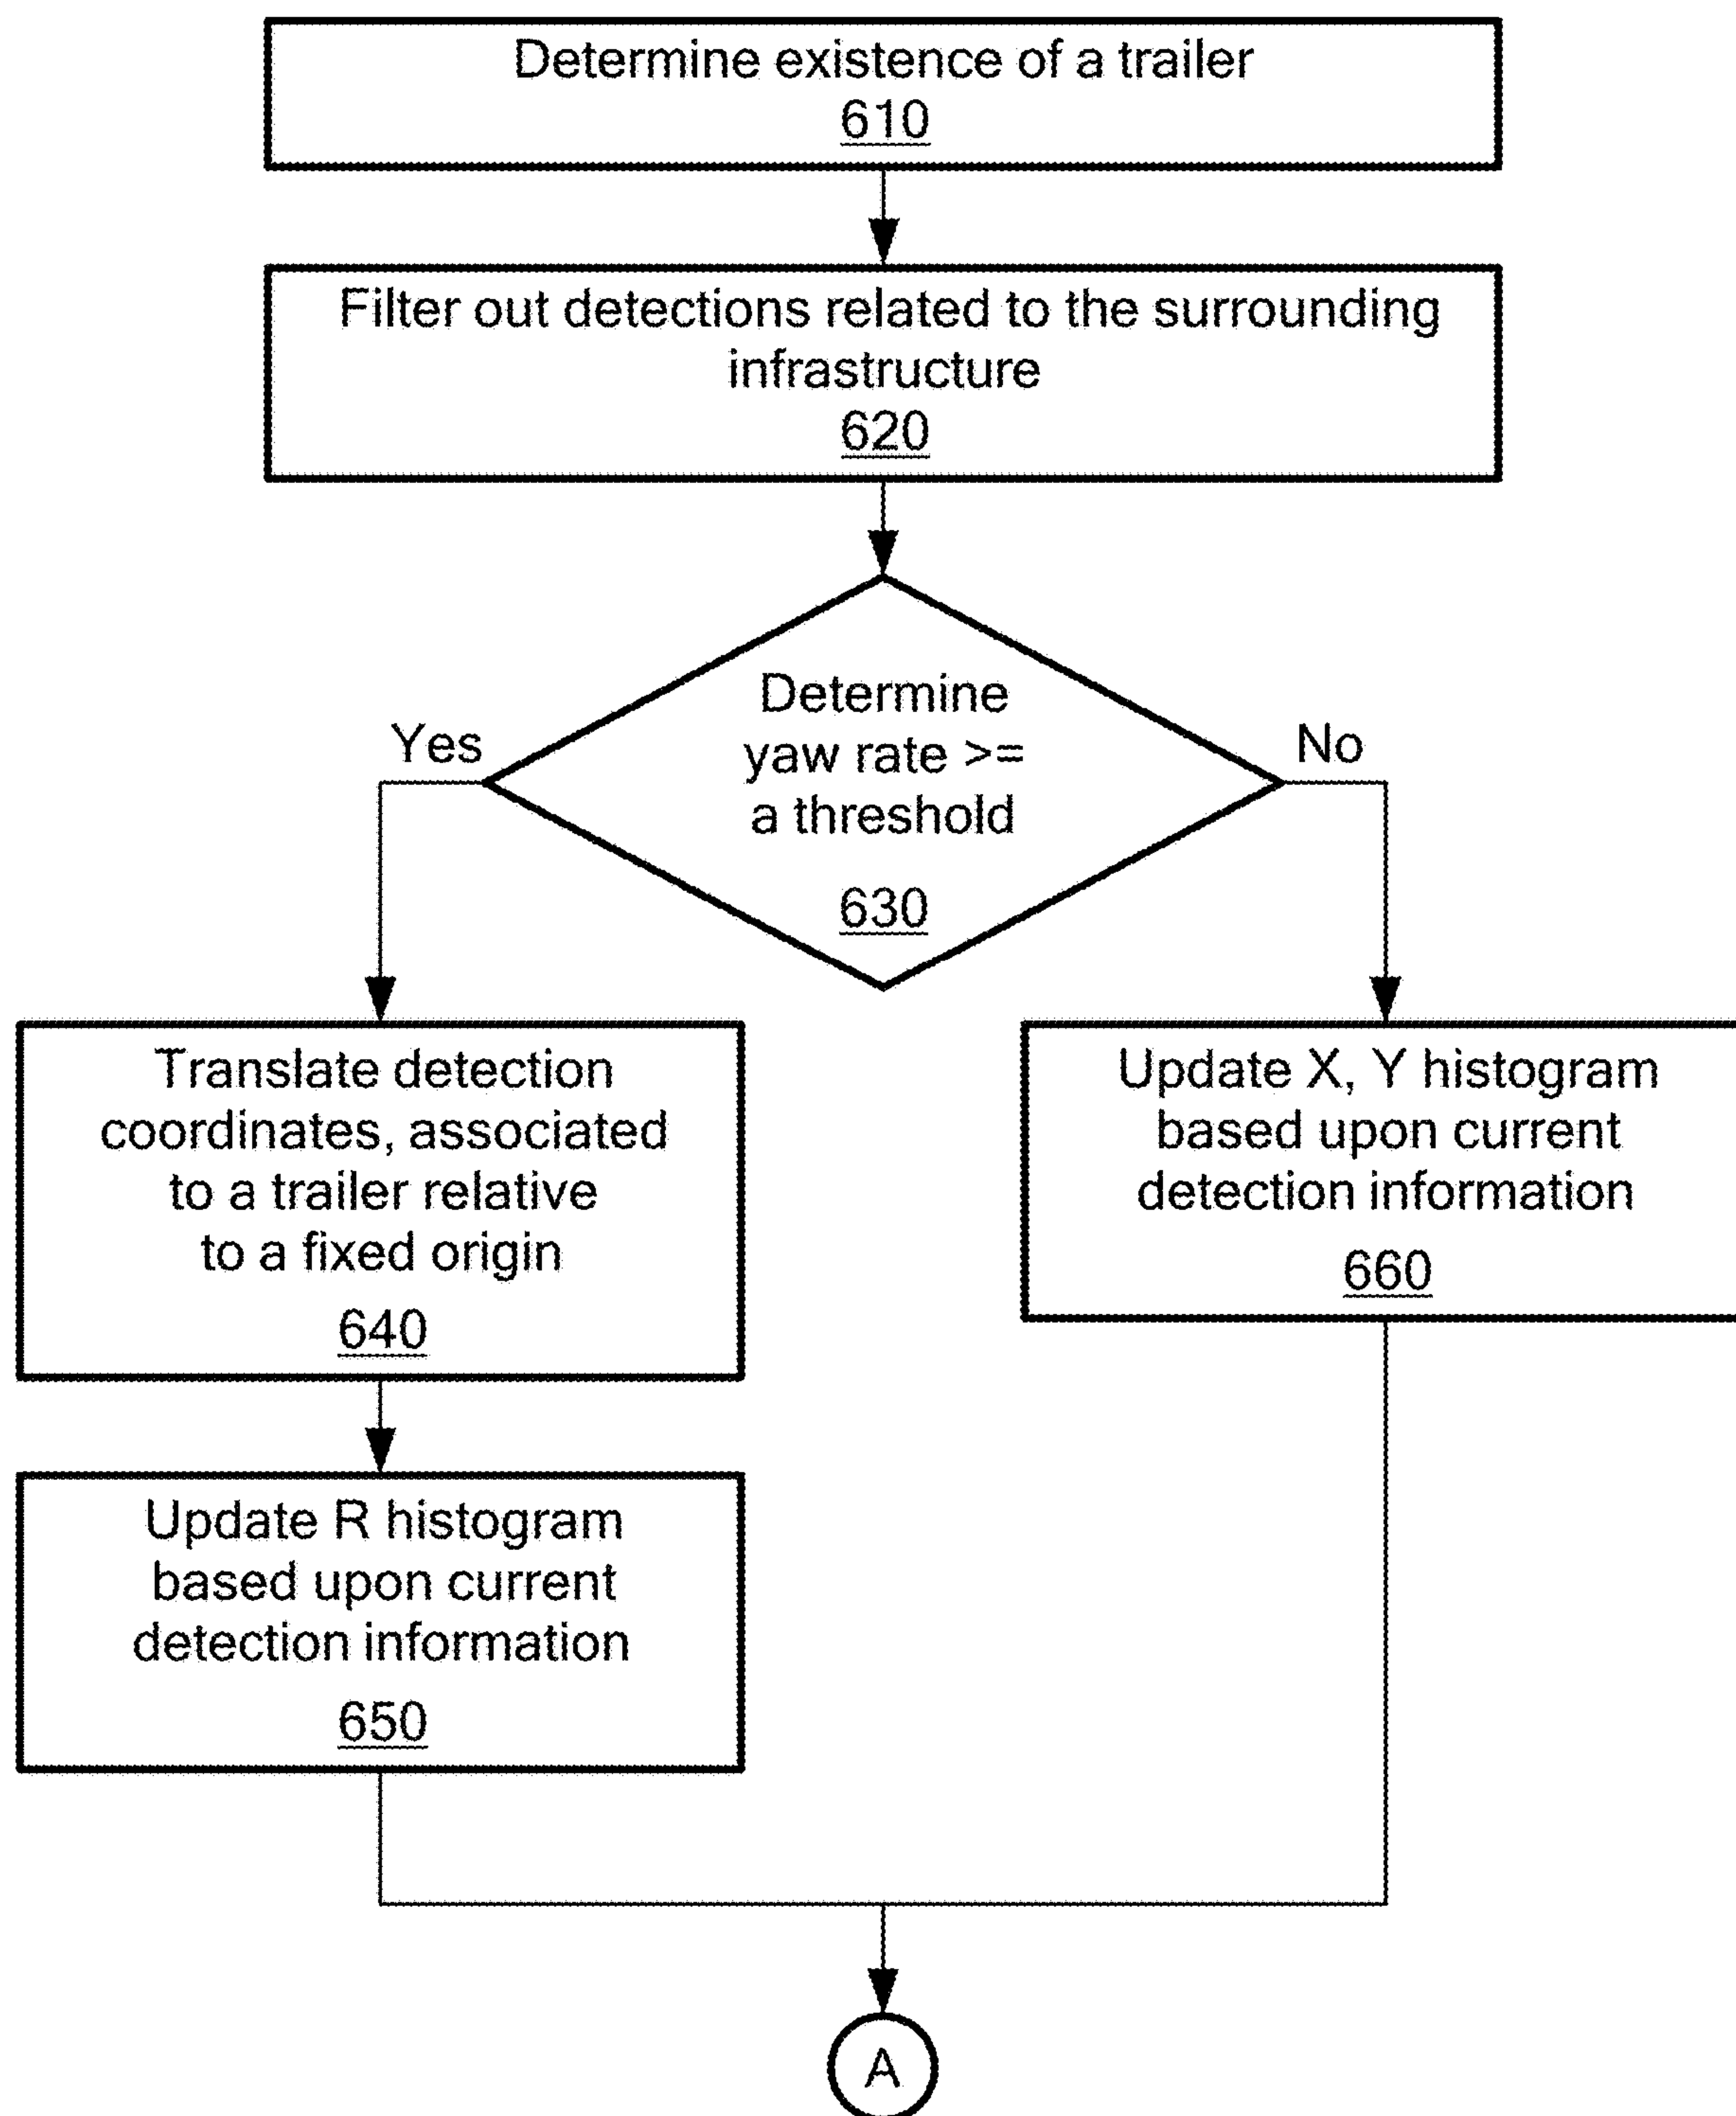 Determine existence of a trailer
610
Filter out detections related to the surrounding
infrastructure
620
Determine
yaw rate >=
a threshold
630
Yes
No
Translate detection
coordinates, associated
to a trailer relative
to a fixed origin
640
Update X, Y histogram
based upon current
detection information
660
Update R histogram
based upon current
detection information
650
A